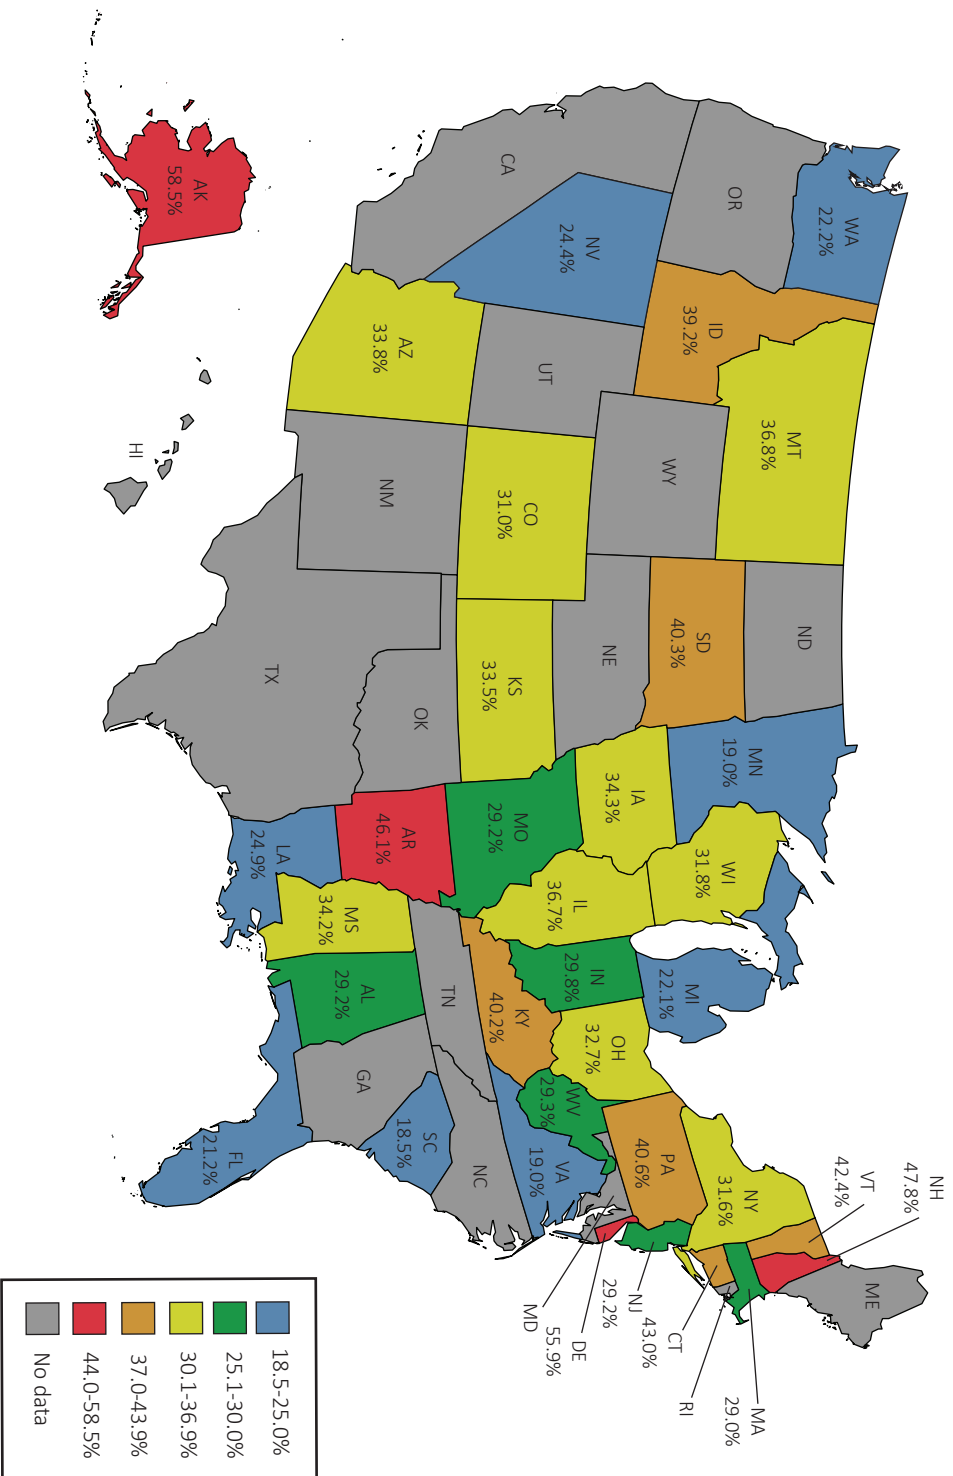 WA
22.2%
OR
CA
NV
24.4%
ID
39.2%
MT
36.8%
WY
UT
AZ
33.8%
CO
31.0%
NM
ND
SD
40.3%
NE
KS
33.5%
OK
TX
MN
19.0%
IA
34.3%
MO
29.2%
AR
46.1%
LA
24.9%
WI
31.8%
IL
36.7%
MS
34.2%
MI
22.1%
IN
29.8%
OH
32.7%
KY
40.2%
TN
AL
29.2%
GA
FL
21.2%
SC
18.5%
NC
VA
19.0%
WV
29.3%
PA
40.6%
NY
31.6%
ME
NH
47.8%
VT
42.4%
MA
29.0%
RI
CT
43.0%
NJ
29.2%
DE
55.9%
MD
AK
58.5%
HI
18.5-25.0%
25.1-30.0%
30.1-36.9%
37.0-43.9%
44.0-58.5%
No data